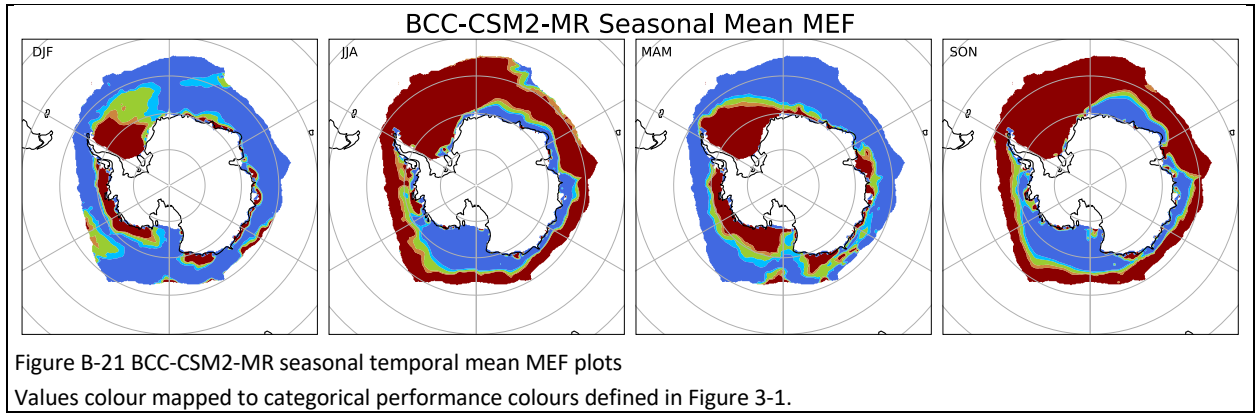 BCC-CSM2-MR Seasonal Mean MEF
DJF
JJA
MAM
SON
Figure B-21 BCC-CSM2-MR seasonal temporal mean MEF plots
Values colour mapped to categorical performance colours defined in Figure 3-1.